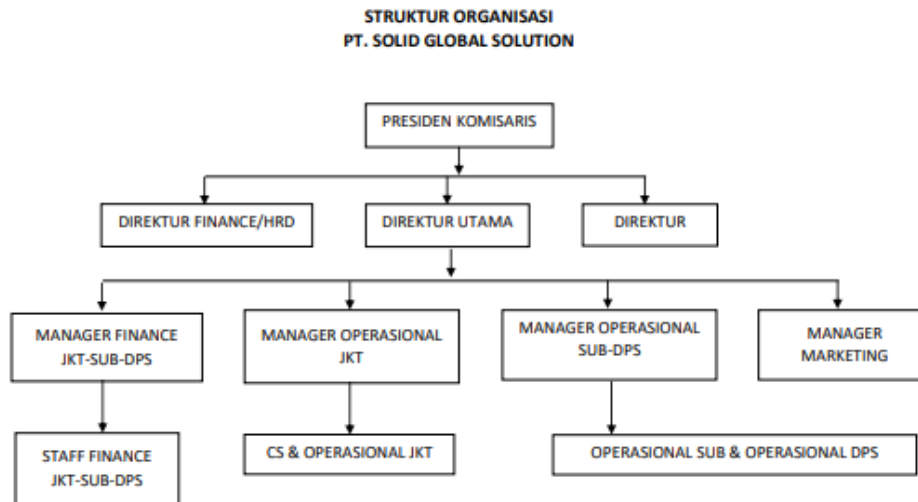 STRUKTUR ORGANISASI
PT. SOLID GLOBAL SOLUTION
PRESIDEN KOMISARIS
DIREKTUR FINANCE/HRD
DIREKTUR UTAMA
DIREKTUR
MANAGER FINANCE
JKT-SUB-DPS
MANAGER OPERASIONAL
JKT
MANAGER OPERASIONAL
SUB-DPS
MANAGER
MARKETING
STAFF FINANCE
JKT-SUB-DPS
CS & OPERASIONAL JKT
OPERASIONAL SUB & OPERASIONAL DPS